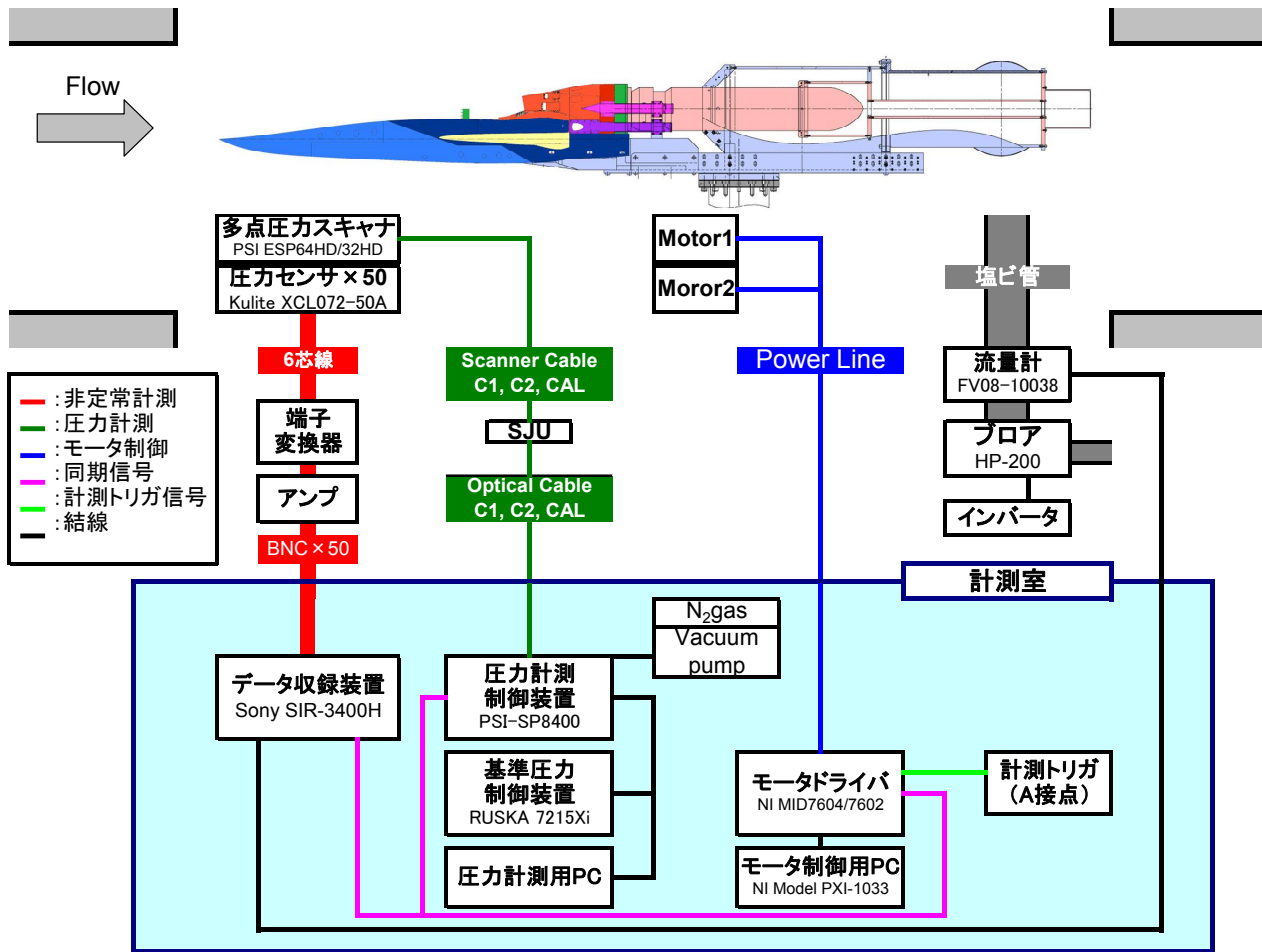 Flow
多点圧力スキャナ
PSI ESP64HD/32HD
圧力センサ×50
Kulite XCL072-50A
Motor1
Moror2
塩ビ管
6芯線
Scanner Cable
C1, C2, CAL
Power Line
流量計
FV08-10038
:非定常計測
:圧力計測
:モータ制御
:同期信号
:計測トリガ信号
:結線
端子
変換器
SJU
ブロア
HP-200
アンプ
Optical Cable
C1, C2, CAL
インバータ
BNC×50
計測室
N₂gas
Vacuum
pump
データ収録装置
Sony SIR-3400H
圧力計測
制御装置
PSI-SP8400
基準圧力
制御装置
RUSKA 7215Xi
モータドライバ
NI MID7604/7602
計測トリガ
(A接点)
圧力計測用PC
モータ制御用PC
NI Model PXI-1033